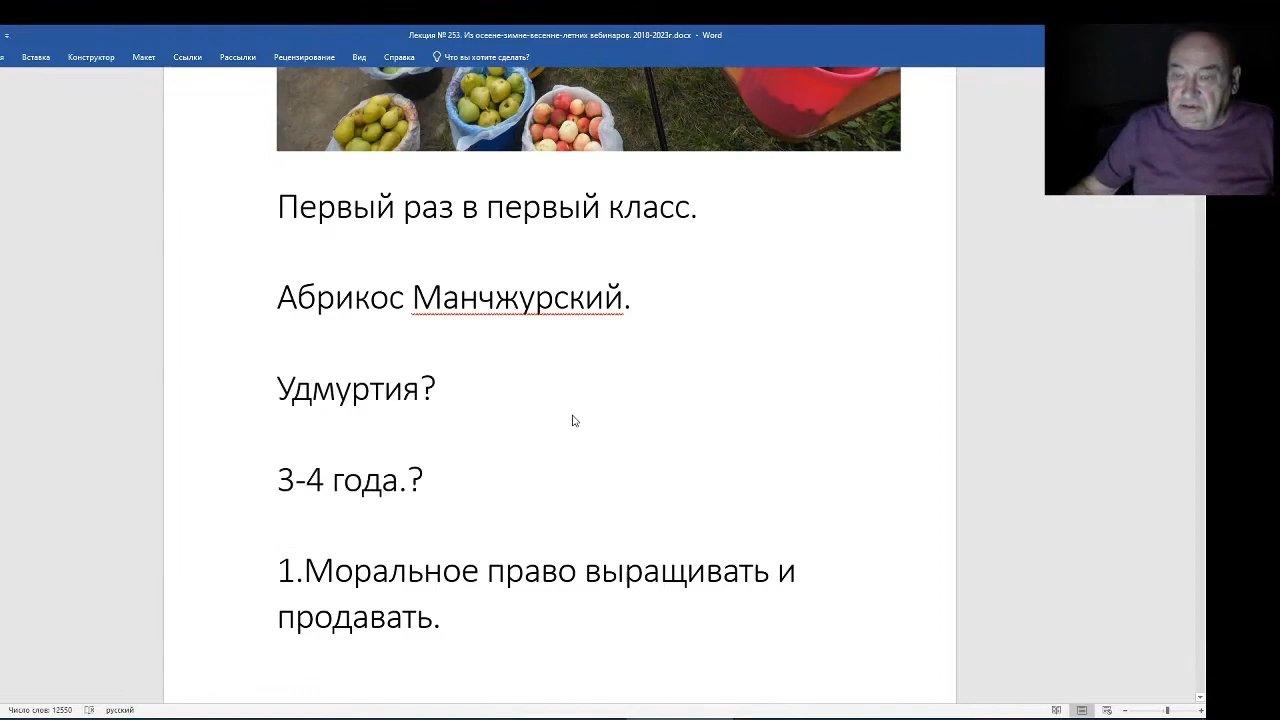 Лекция № 253. Из осеене-зимне-весенне-летних вебинаров. 2018-2023г.docx - Word
я Вставка Конструктор Макет Ссылки Рассылки Рецензирование Вид Справка Что вы хотите сделать?
Первый раз в первый класс.
Абрикос Манчжурский.
Удмуртия?
3-4 года.?
1.Моральное право выращивать и
продавать.
Число слов: 12550 русский